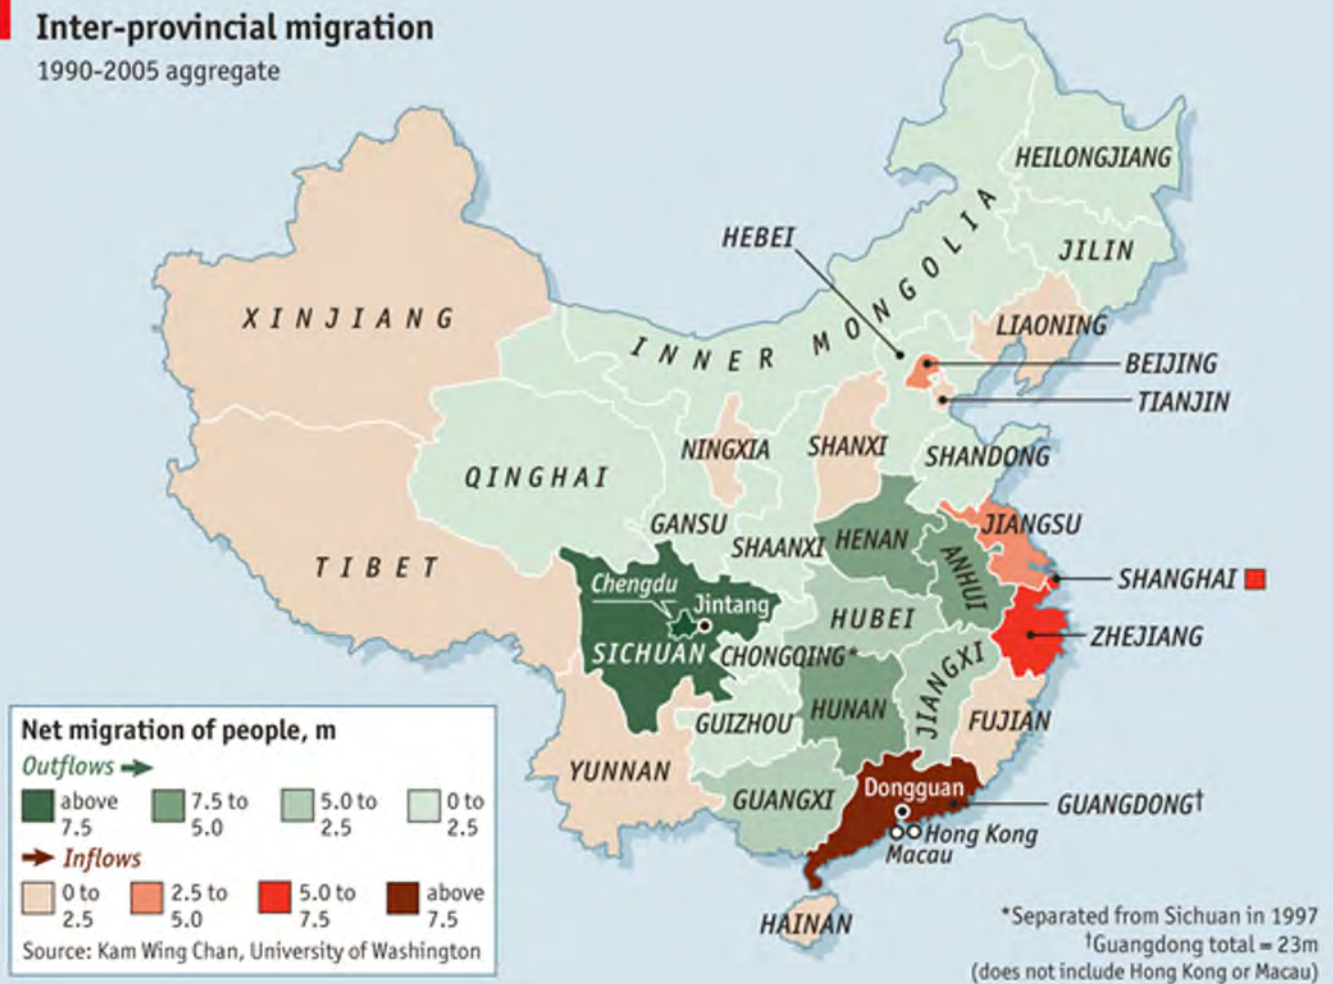 Inter-provincial migration
1990-2005 aggregate
HEILONGJIANG
JILIN
HEBEI
INNER MONGOLIA
LIAONING
XINJIANG
BEIJING
TIANJIN
NINGXIA
SHANXI
SHANDONG
QINGHAI
GANSU
SHAANXI
HENAN
JIANGSU
ANHUI
TIBET
Chengdu
Jintang
SHANGHAI
SICHUAN
CHONGQING*
HUBEI
ZHEJIANG
JIANGXI
GUIZHOU
HUNAN
FUJIAN
YUNNAN
GUANGXI
Dongguan
GUANGDONG†
Hong Kong
Macau
HAINAN
Net migration of people, m
Outflows
above 7.5
7.5 to 5.0
5.0 to 2.5
0 to 2.5
Inflows
0 to 2.5
2.5 to 5.0
5.0 to 7.5
above 7.5
Source: Kam Wing Chan, University of Washington
*Separated from Sichuan in 1997
†Guangdong total = 23m
(does not include Hong Kong or Macau)